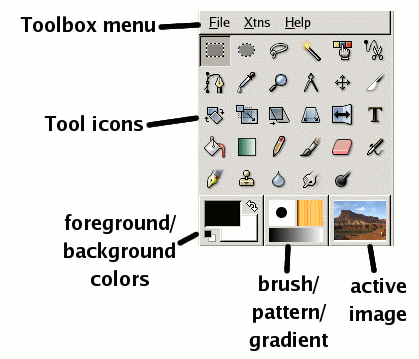 Toolbox menu
File Xtns Help
Tool icons
T
foreground/
background
colors
brush/
pattern/
gradient
active
image